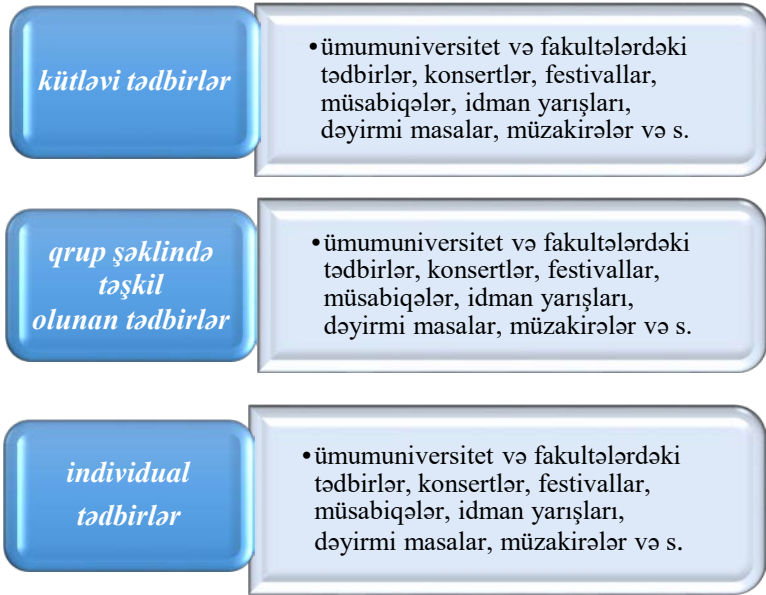 kütləvi tədbirlər
•ümumuniversitet və fakultələrdəki
tədbirlər, konsertlər, festivallar,
müsabiqələr, idman yarışları,
dəyirmi masalar, müzakirələr və s.
qrup şəklində
təşkil
olunan tədbirlər
•ümumuniversitet və fakultələrdəki
tədbirlər, konsertlər, festivallar,
müsabiqələr, idman yarışları,
dəyirmi masalar, müzakirələr və s.
individual
tədbirlər
•ümumuniversitet və fakultələrdəki
tədbirlər, konsertlər, festivallar,
müsabiqələr, idman yarışları,
dəyirmi masalar, müzakirələr və s.